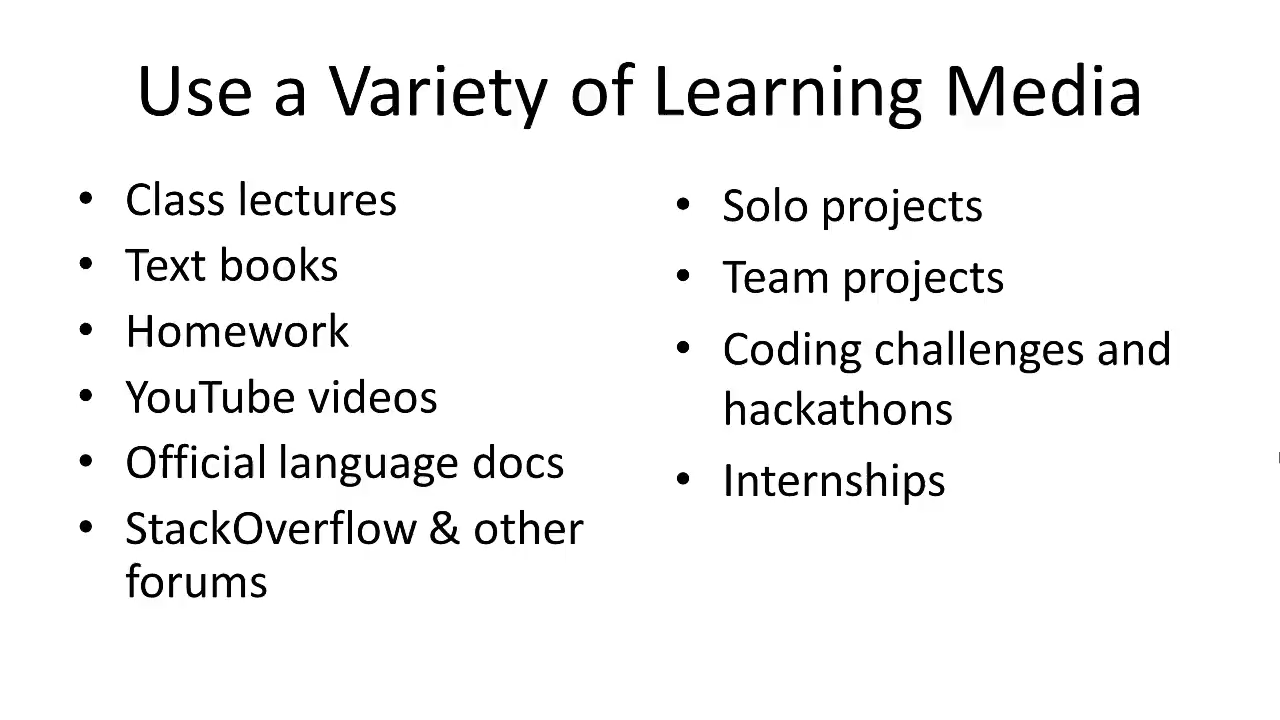 Use a Variety of Learning Media
• Class lectures
• Text books
• Homework
• YouTube videos
• Official language docs
• StackOverflow & other
forums
• Solo projects
• Team projects
• Coding challenges and
hackathons
• Internships